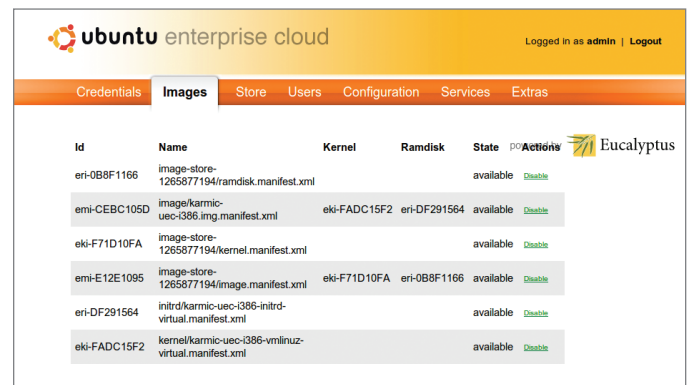 ubuntu enterprise cloud
Logged in as admin | Logout
Credentials Images Store Users Configuration Services Extras
powered by Eucalyptus
Id Name Kernel Ramdisk State Actions
eri-0B8F1166 image-store-
1265877194/ramdisk.manifest.xml available Disable
emi-CEBC105D image/karmic-
uec-i386.img.manifest.xml eki-FADC15F2 eri-DF291564 available Disable
eki-F71D10FA image-store-
1265877194/kernel.manifest.xml available Disable
emi-E12E1095 image-store-
1265877194/image.manifest.xml eki-F71D10FA eri-0B8F1166 available Disable
eri-DF291564 initrd/karmic-uec-i386-initrd-
virtual.manifest.xml available Disable
eki-FADC15F2 kernel/karmic-uec-i386-vmlinuz-
virtual.manifest.xml available Disable